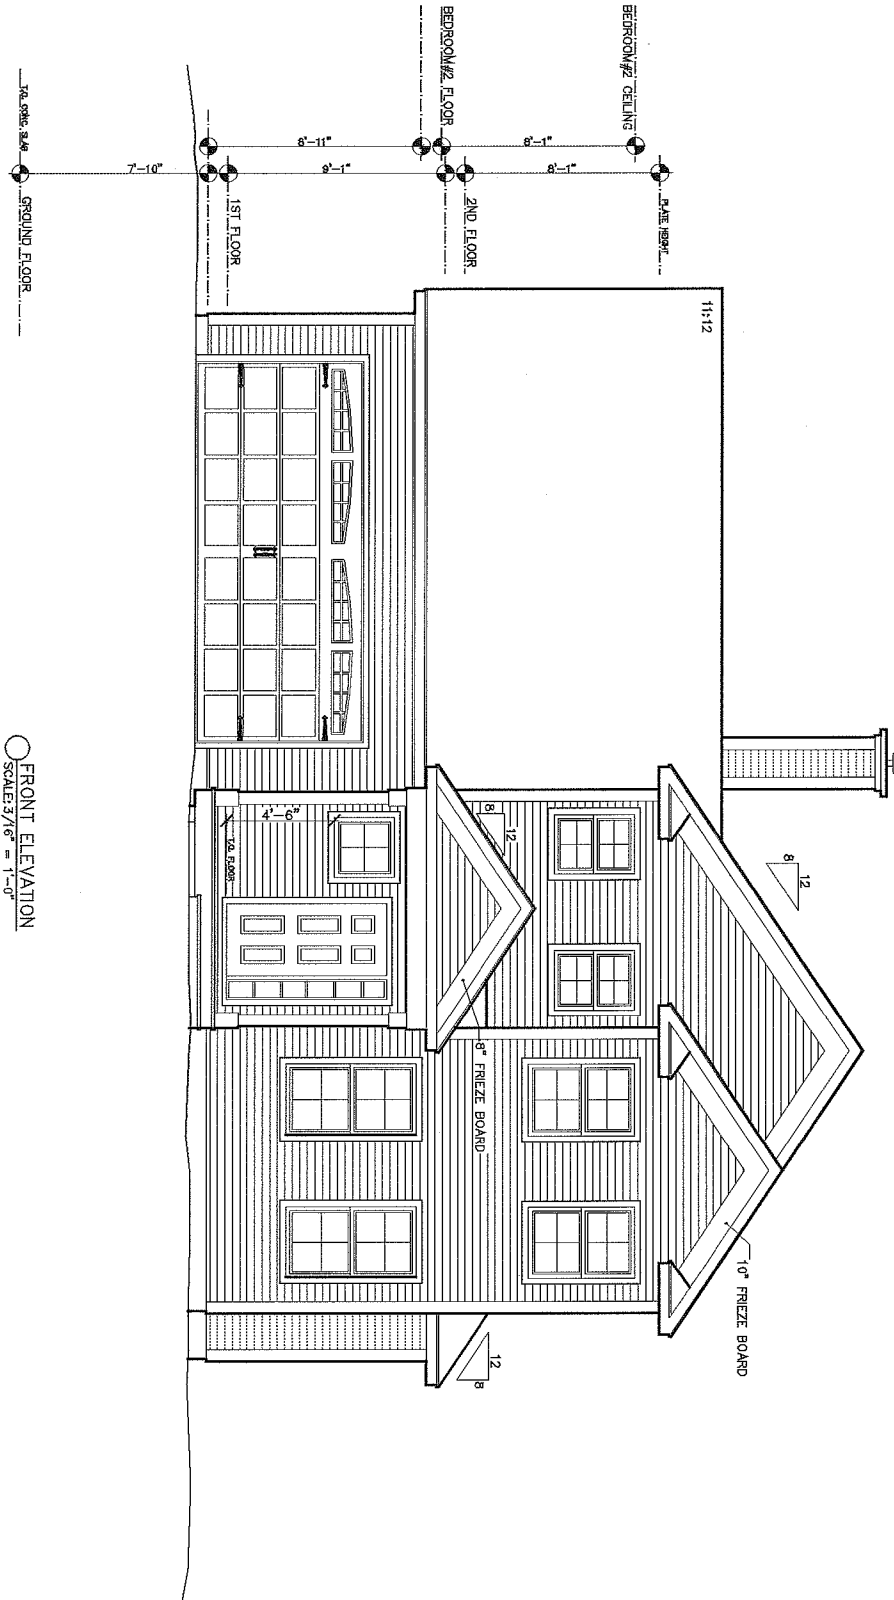 BEDROOM#2 CEILING
BEDROOM#2 FLOOR
8'-1"
8'-11"
PLATE HEIGHT
8'-1"
2ND FLOOR
9'-1"
1ST FLOOR
7'-10"
T.O. CONC. SLAB
GROUND FLOOR
11:12
12
8
12
8
4'-6"
T.O. FLOOR
8" FRIEZE BOARD
10" FRIEZE BOARD
12
8
FRONT ELEVATION
SCALE:3/16" = 1'-0"